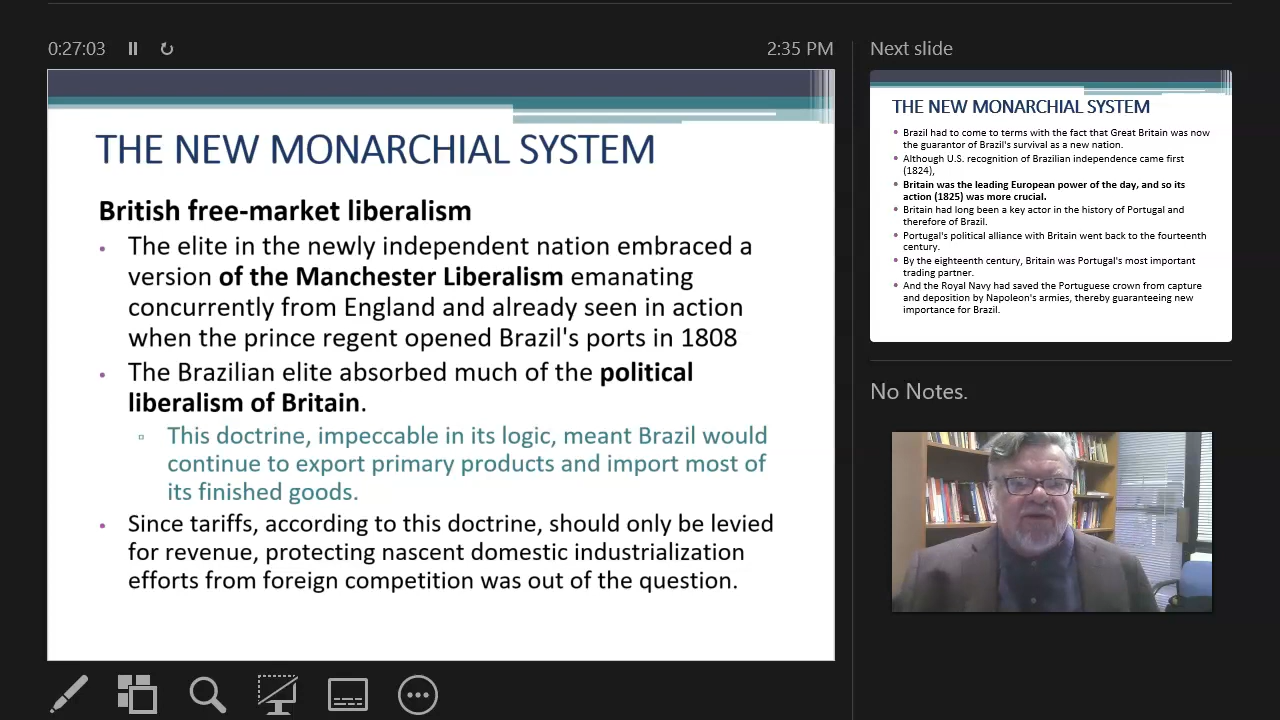 0:27:03
2:35 PM
THE NEW MONARCHIAL SYSTEM
British free-market liberalism
• The elite in the newly independent nation embraced a
version of the Manchester Liberalism emanating
concurrently from England and already seen in action
when the prince regent opened Brazil's ports in 1808
• The Brazilian elite absorbed much of the political
liberalism of Britain.
▫ This doctrine, impeccable in its logic, meant Brazil would
continue to export primary products and import most of
its finished goods.
• Since tariffs, according to this doctrine, should only be levied
for revenue, protecting nascent domestic industrialization
efforts from foreign competition was out of the question.
Next slide
THE NEW MONARCHIAL SYSTEM
• Brazil had to come to terms with the fact that Great Britain was now
the guarantor of Brazil's survival as a new nation.
• Although U.S. recognition of Brazilian independence came first
(1824),
• Britain was the leading European power of the day, and so its
action (1825) was more crucial.
• Britain had long been a key actor in the history of Portugal and
therefore of Brazil.
• Portugal's political alliance with Britain went back to the fourteenth
century.
• By the eighteenth century, Britain was Portugal's most important
trading partner.
• And the Royal Navy had saved the Portuguese crown from capture
and deposition by Napoleon's armies, thereby guaranteeing new
importance for Brazil.
No Notes.